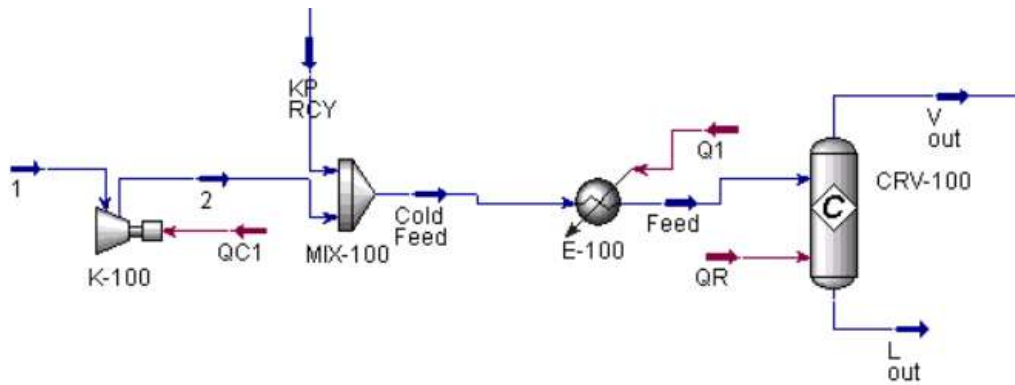 KP
RCY
V
out
Q1
1
2
Cold
Feed
Feed
C
CRV-100
QC1
MIX-100
E-100
K-100
QR
L
out